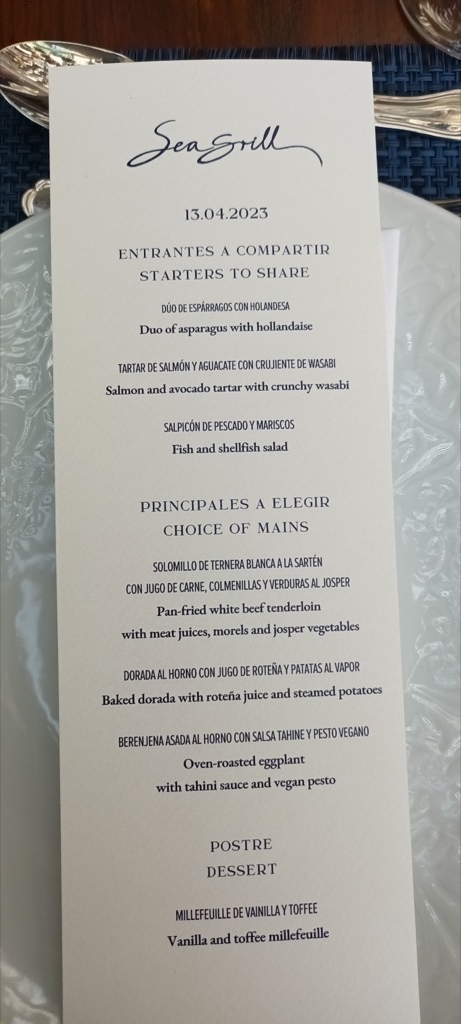 Sea Grill
13.04.2023
ENTRANTES A COMPARTIR
STARTERS TO SHARE
DÚO DE ESPÁRRAGOS CON HOLANDESA
Duo of asparagus with hollandaise
TARTAR DE SALMÓN Y AGUACATE CON CRUJIENTE DE WASABI
Salmon and avocado tartar with crunchy wasabi
SALPICÓN DE PESCADO Y MARISCOS
Fish and shellfish salad
PRINCIPALES A ELEGIR
CHOICE OF MAINS
SOLOMILLO DE TERNERA BLANCA A LA SARTÉN
CON JUGO DE CARNE, COLMENILLAS Y VERDURAS AL JOSPER
Pan-fried white beef tenderloin
with meat juices, morels and josper vegetables
DORADA AL HORNO CON JUGO DE ROTEÑA Y PATATAS AL VAPOR
Baked dorada with roteña juice and steamed potatoes
BERENJENA ASADA AL HORNO CON SALSA TAHINE Y PESTO VEGANO
Oven-roasted eggplant
with tahini sauce and vegan pesto
POSTRE
DESSERT
MILLEFEUILLE DE VAINILLA Y TOFFEE
Vanilla and toffee millefeuille